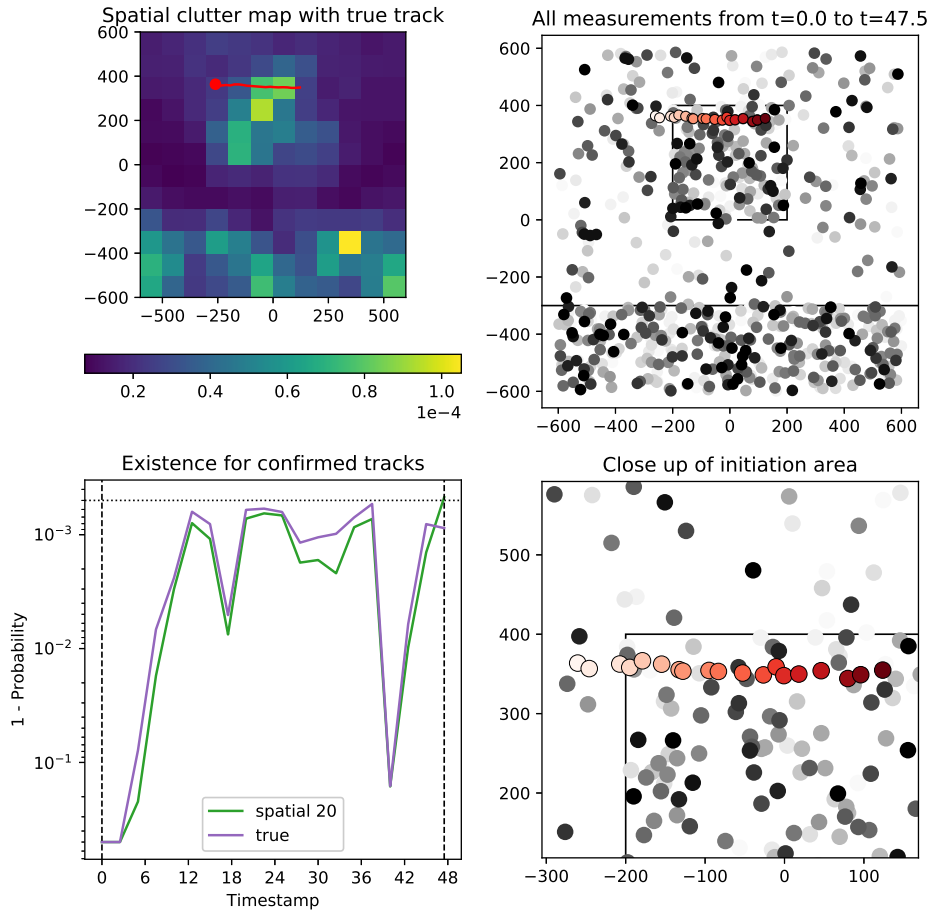 Spatial clutter map with true track
600
400
200
0
−200
−400
−600
−500 −250 0 250 500
0.2 0.4 0.6 0.8 1.0
1e−4
All measurements from t=0.0 to t=47.5
600
400
200
0
−200
−400
−600
−600 −400 −200 0 200 400 600
Existence for confirmed tracks
1 - Probability
10−3
10−2
10−1
spatial 20
true
0 6 12 18 24 30 36 42 48
Timestamp
Close up of initiation area
500
400
300
200
−300 −200 −100 0 100